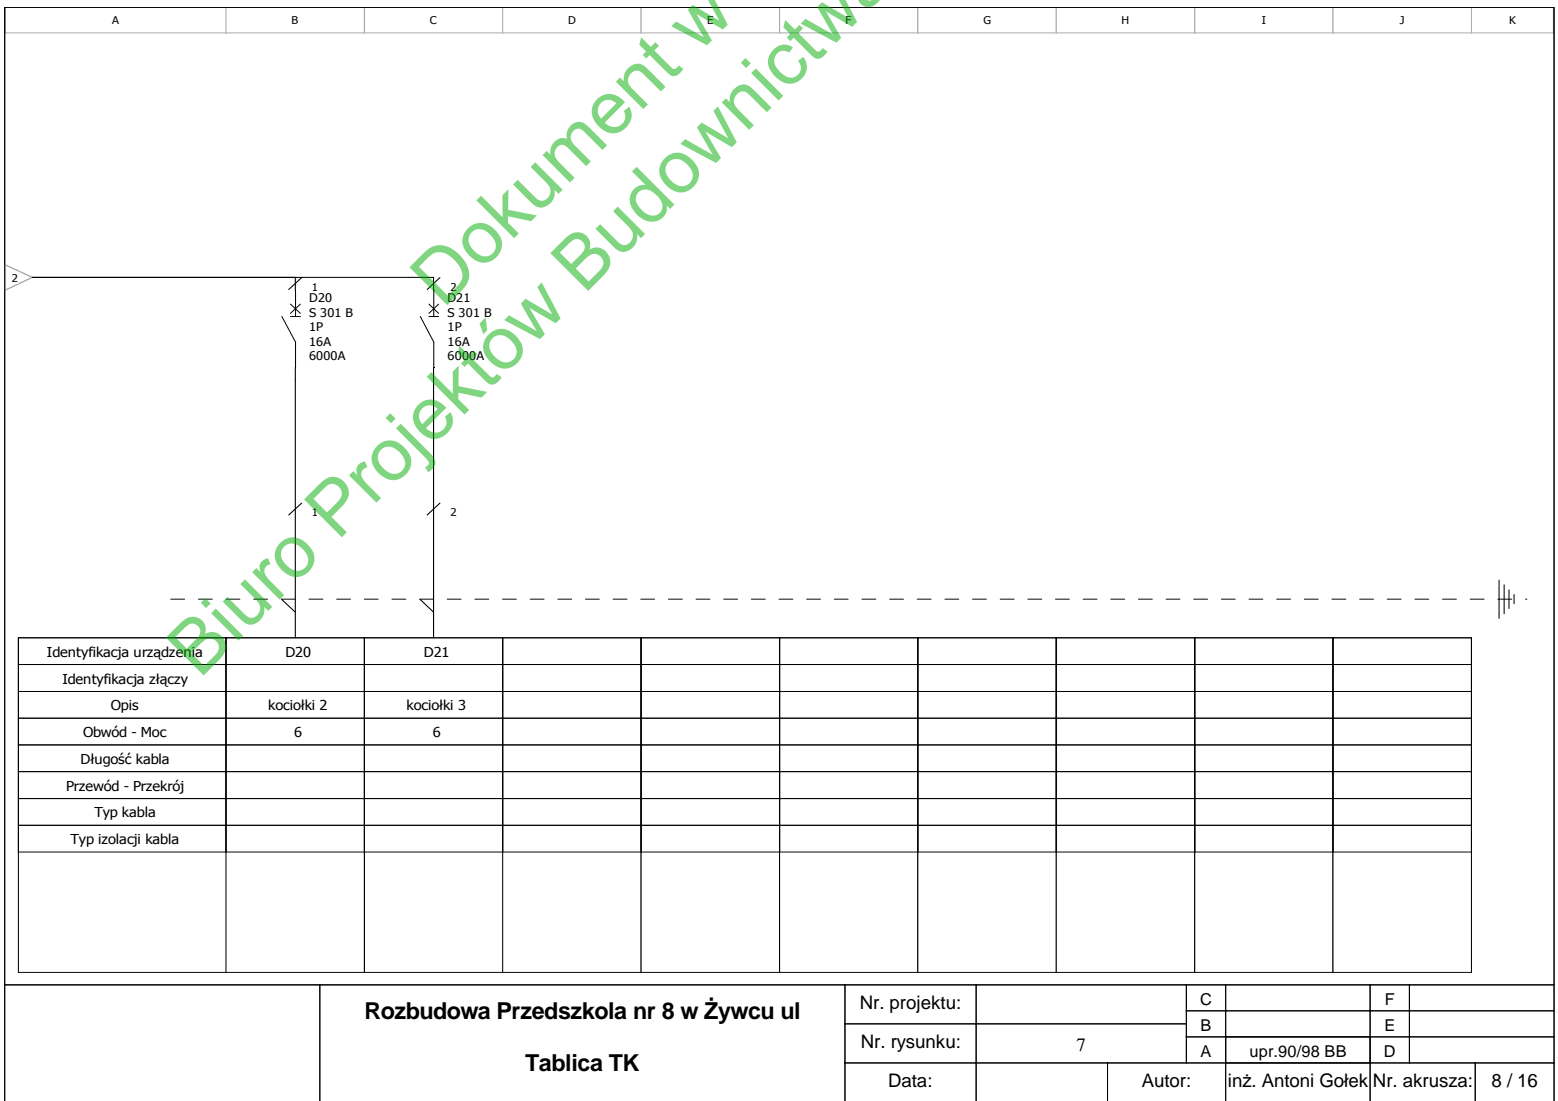 A B C D E F G H I J K
Dokument w
Biuro Projektów Budownictwa
2
1
D20
S 301 B
1P
16A
6000A
2
D21
S 301 B
1P
16A
6000A
1
2
Identyfikacja urządzenia D20 D21
Identyfikacja złączy
Opis kociołki 2 kociołki 3
Obwód - Moc 6 6
Długość kabla
Przewód - Przekrój
Typ kabla
Typ izolacji kabla
Rozbudowa Przedszkola nr 8 w Żywcu ul
Tablica TK
Nr. projektu: C F
B E
Nr. rysunku: 7 A upr.90/98 BB D
Data: Autor: inż. Antoni Gołek Nr. akrusza: 8 / 16